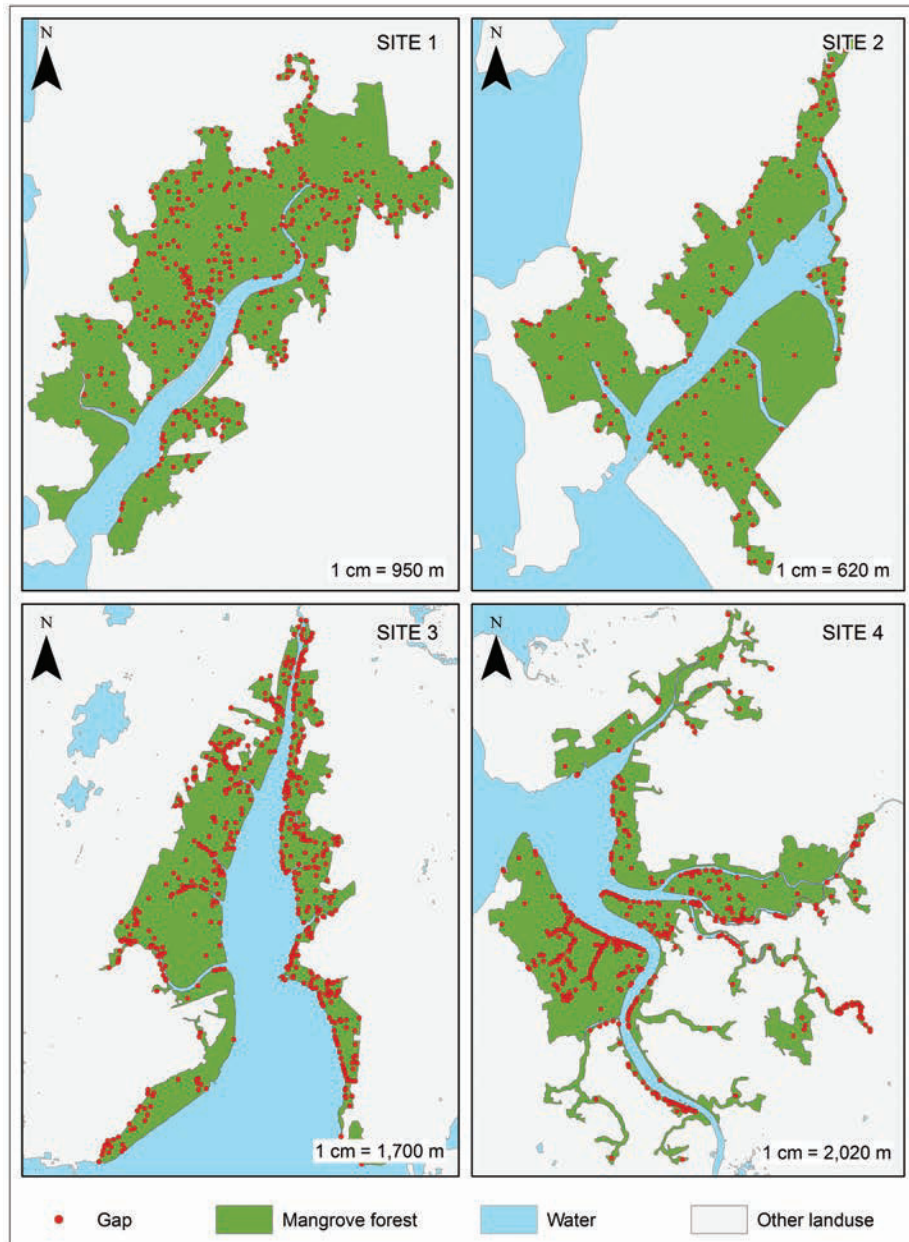 N
SITE 1
1 cm = 950 m
N
SITE 2
1 cm = 620 m
N
SITE 3
1 cm = 1,700 m
N
SITE 4
1 cm = 2,020 m
Gap
Mangrove forest
Water
Other landuse